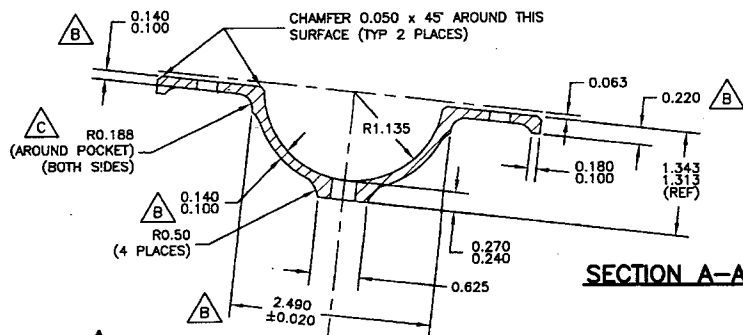 B
0.140
0.100
CHAMFER 0.050 x 45° AROUND THIS
SURFACE (TYP 2 PLACES)
0.063
0.220
B
C
R0.188
(AROUND POCKET)
(BOTH SIDES)
R1.135
0.180
0.100
1.343
1.313
(REF)
B
0.140
0.100
R0.50
(4 PLACES)
0.270
0.240
0.625
SECTION A-A
B
2.490
±0.020